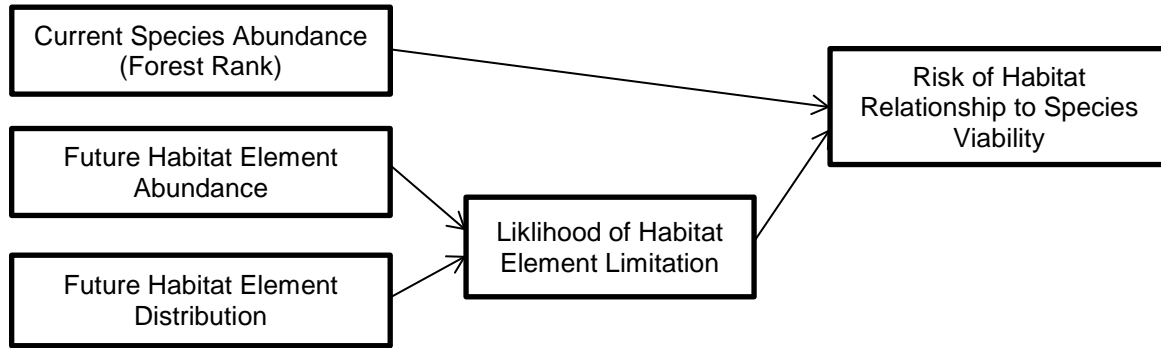 Current Species Abundance
(Forest Rank)
Future Habitat Element
Abundance
Future Habitat Element
Distribution
Liklihood of Habitat
Element Limitation
Risk of Habitat
Relationship to Species
Viability